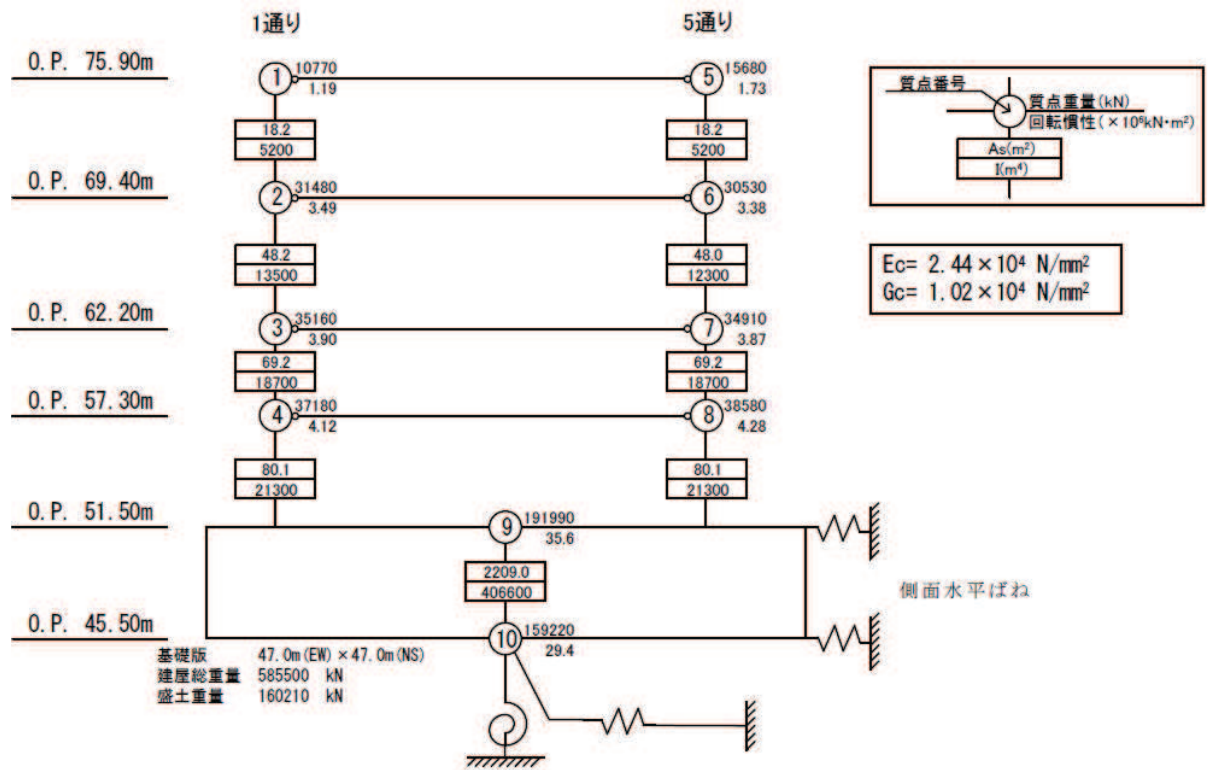 1通り 5通り
O.P. 75.90m
1 10770 5 15680
1.19 1.73
18.2 18.2
5200 5200
O.P. 69.40m
2 31480 6 30530
3.49 3.38
48.2 48.0
13500 12300
O.P. 62.20m
3 35160 7 34910
3.90 3.87
69.2 69.2
18700 18700
O.P. 57.30m
4 37180 8 38580
4.12 4.28
80.1 80.1
21300 21300
O.P. 51.50m
9 191990
35.6
2209.0
406600
O.P. 45.50m
10 159220
29.4
基礎版 47.0m(EW)×47.0m(NS)
建屋総重量 585500 kN
盛土重量 160210 kN
質点番号
質点重量(kN)
回転慣性(×10⁶kN・m²)
As(m²)
I(m⁴)
Ec= 2.44×10⁴ N/mm²
Gc= 1.02×10⁴ N/mm²
側面水平ばね